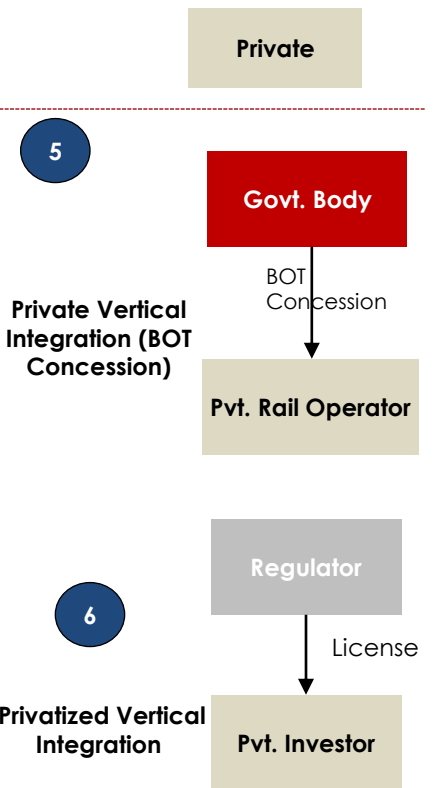 Private
5
Govt. Body
BOT
Concession
Private Vertical
Integration (BOT
Concession)
Pvt. Rail Operator
Regulator
6
License
Privatized Vertical
Integration
Pvt. Investor